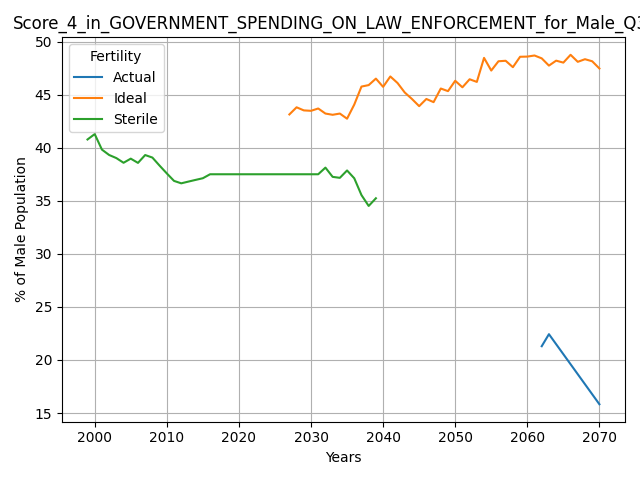 Score_4_in_GOVERNMENT_SPENDING_ON_LAW_ENFORCEMENT_for_Male_Q3
50
45
40
35
30
25
20
15
% of Male Population
Fertility
Actual
Ideal
Sterile
2000 2010 2020 2030 2040 2050 2060 2070
Years